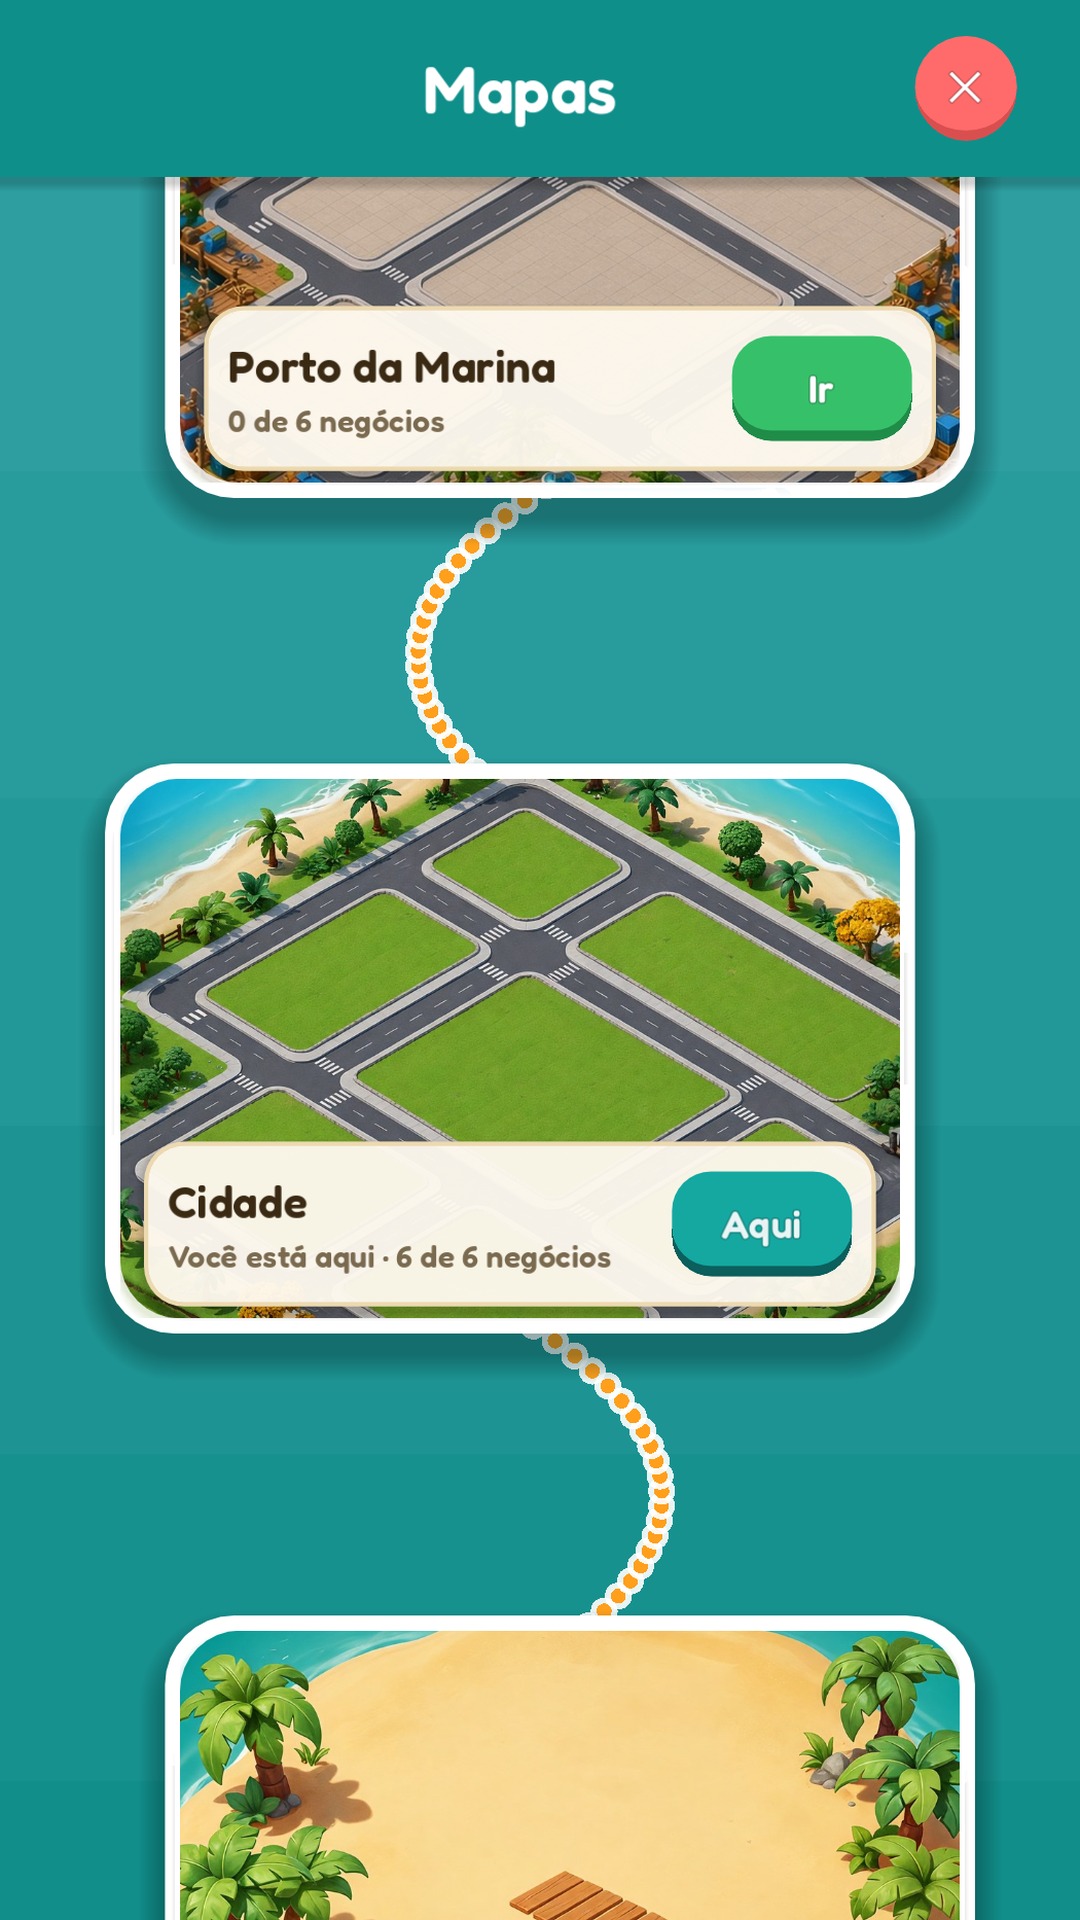 Mapas
Porto da Marina
0 de 6 negócios
Ir
Cidade
Você está aqui · 6 de 6 negócios
Aqui